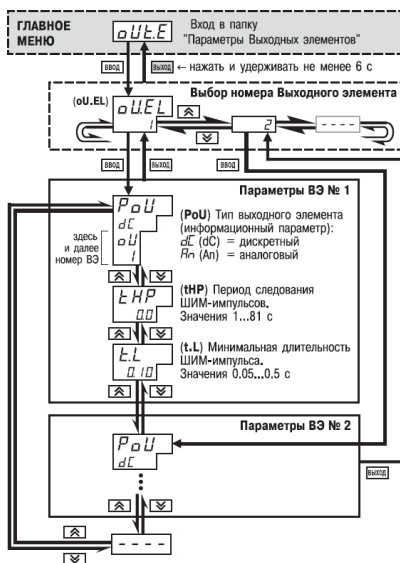 ГЛАВНОЕ
МЕНЮ
oUt.E
Вход в папку
"Параметры Выходных элементов"
ВВОД
ВЫХОД
← нажать и удерживать не менее 6 с
Выбор номера Выходного элемента
(oU.EL)
oU.EL
1
2
- - - -
ВВОД
ВЫХОД
ВВОД
Параметры ВЭ № 1
PoU
dC
oU
1
здесь
и далее
номер ВЭ
(PoU) Тип выходного элемента
(информационный параметр):
dC (dC) = дискретный
An (An) = аналоговый
tHP
0.0
(tHP) Период следования
ШИМ-импульсов.
Значения 1...81 с
t.L
0.10
(t.L) Минимальная длительность
ШИМ-импульса.
Значения 0,05...0,5 с
Параметры ВЭ № 2
PoU
dC
ВЫХОД
- - - -